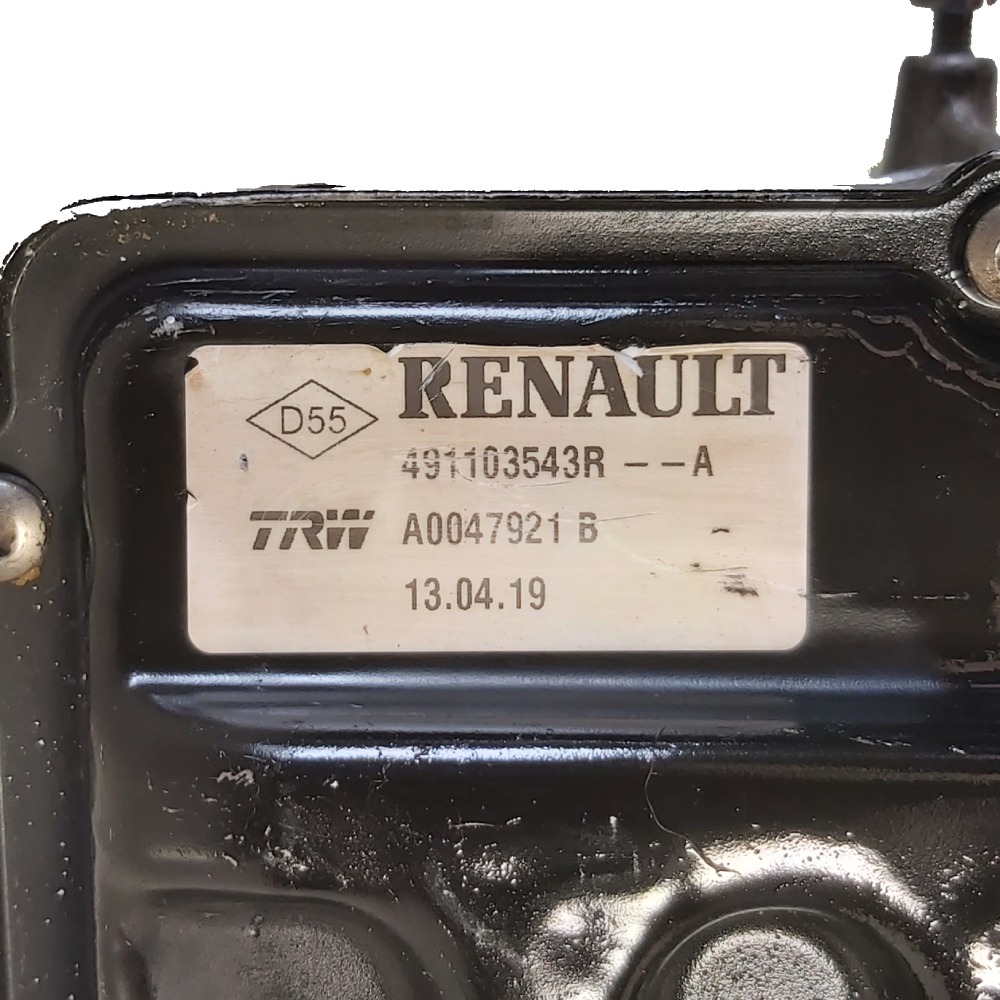 D55 RENAULT
491103543R - - A
TRW A0047921 B -
13.04.19